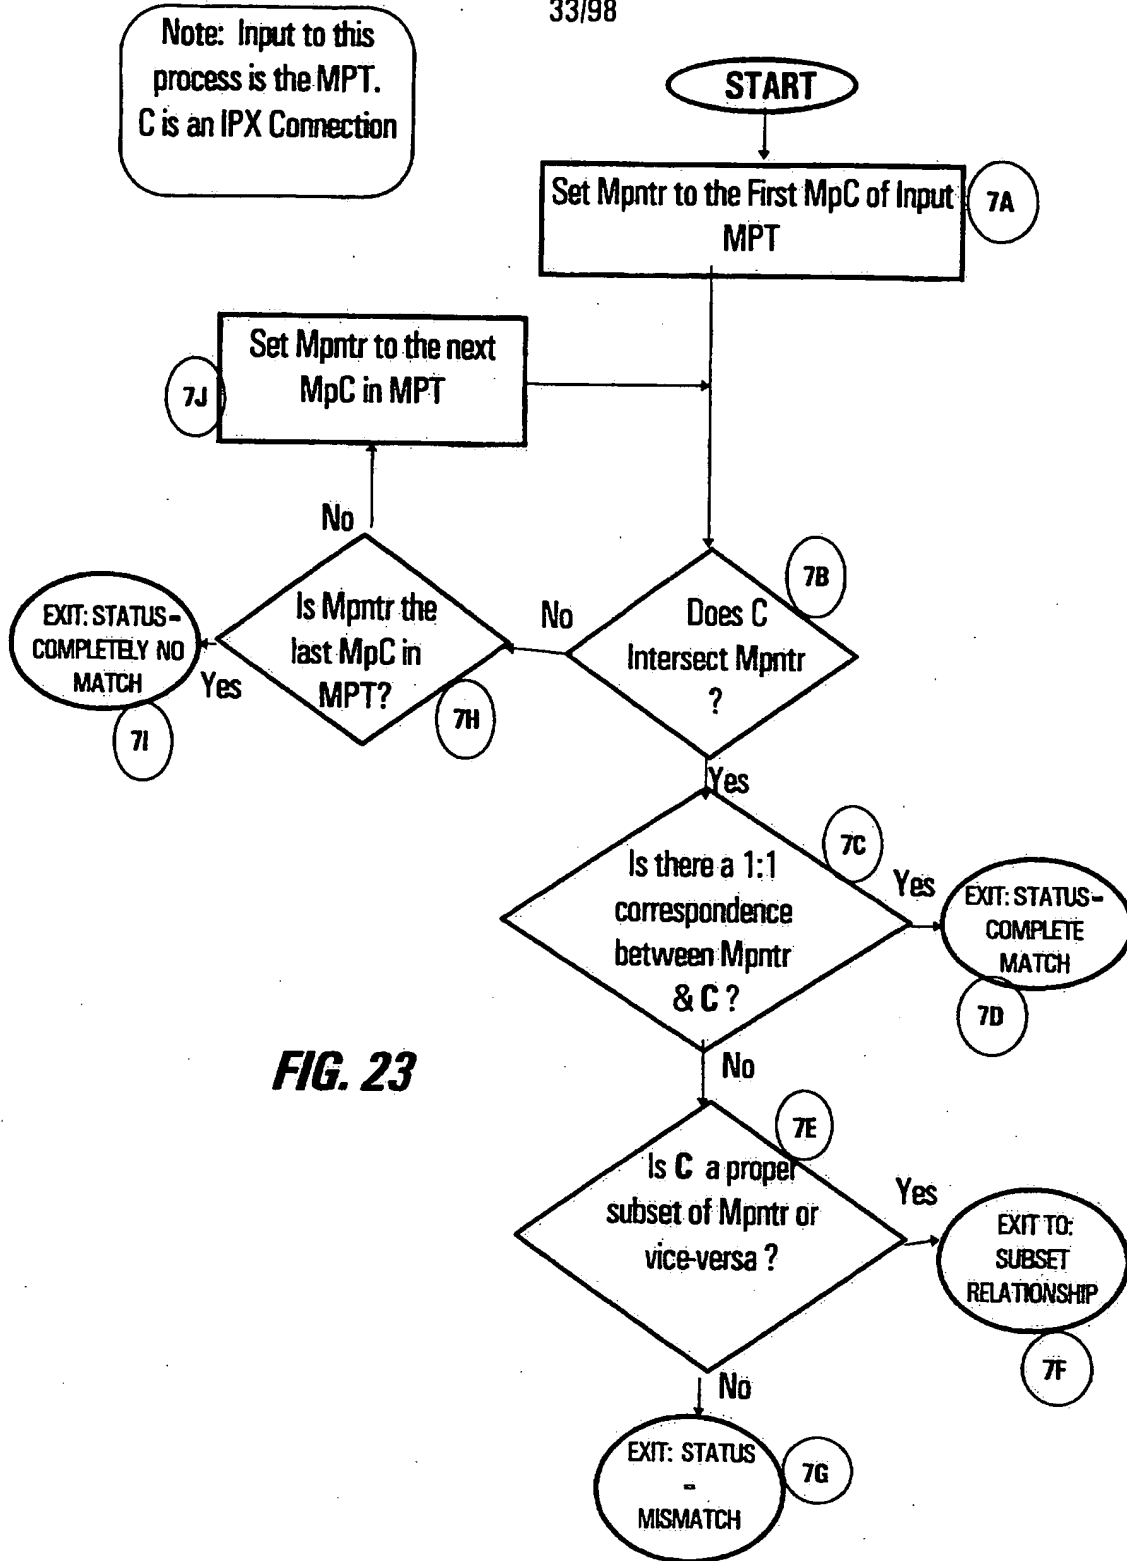 33/98
Note: Input to this
process is the MPT.
C is an IPX Connection
START
Set Mpntr to the First MpC of Input
MPT
7A
Set Mpntr to the next
MpC in MPT
7J
No
7B
Does C
Intersect Mpntr
?
No
Is Mpntr the
last MpC in
MPT?
7H
EXIT: STATUS-
COMPLETELY NO
MATCH
Yes
7I
Yes
7C
Is there a 1:1
correspondence
between Mpntr
& C ?
Yes
EXIT: STATUS-
COMPLETE
MATCH
7D
No
FIG. 23
7E
Is C a proper
subset of Mpntr or
vice-versa ?
Yes
EXIT TO:
SUBSET
RELATIONSHIP
7F
No
EXIT: STATUS
-
MISMATCH
7G